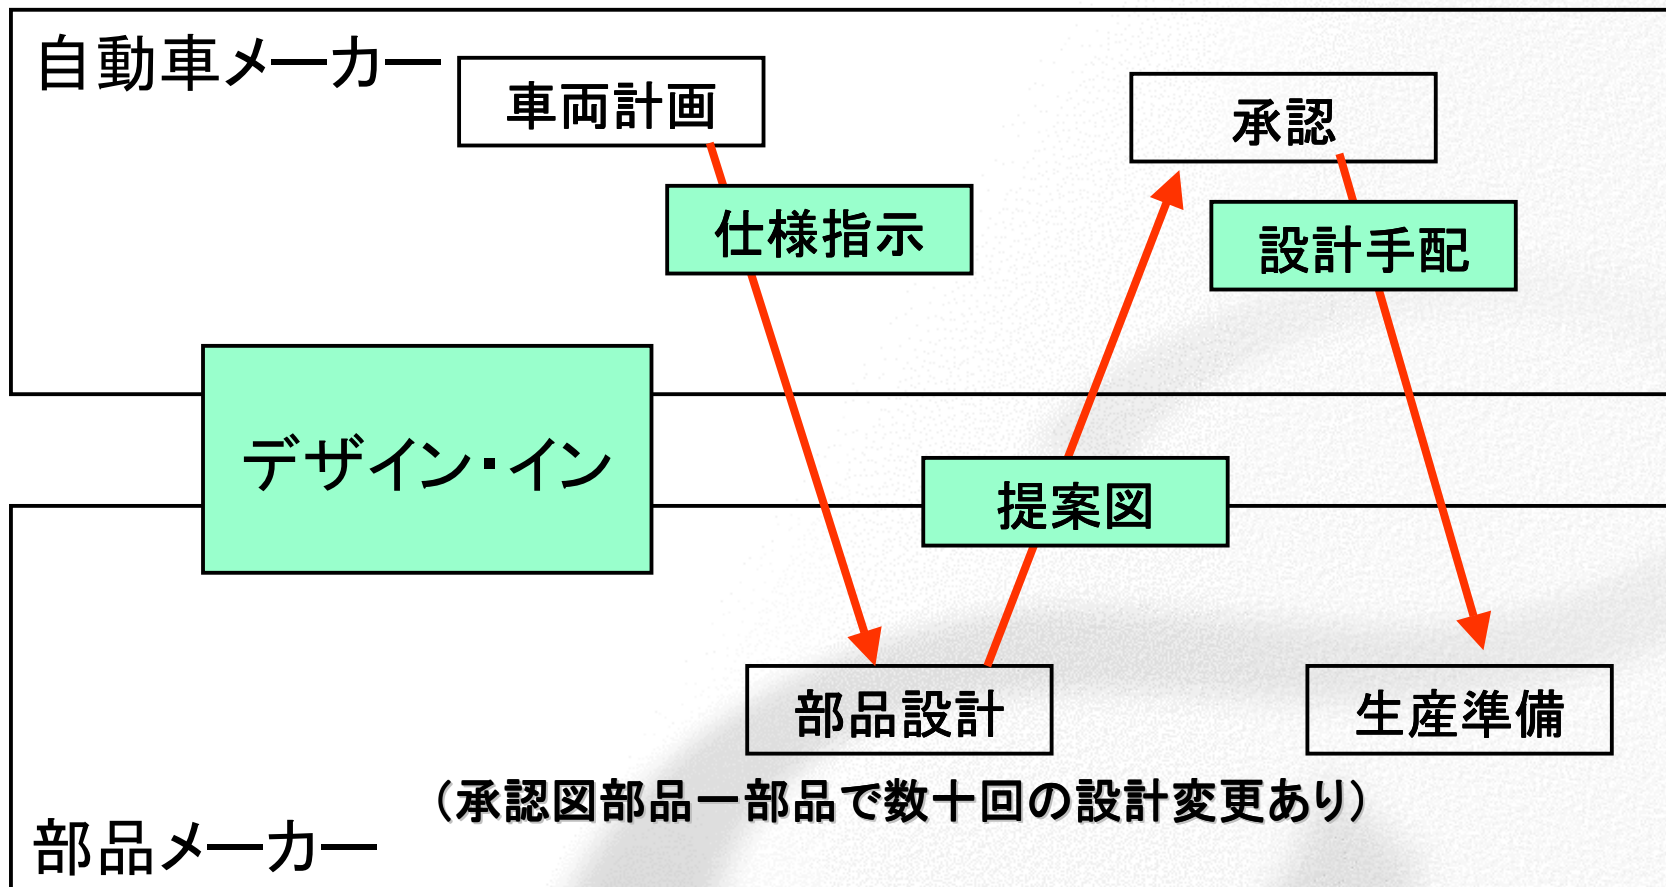 自動車メーカー
車両計画
承認
仕様指示
設計手配
デザイン・イン
提案図
部品設計
生産準備
（承認図部品一部品で数十回の設計変更あり）
部品メーカー